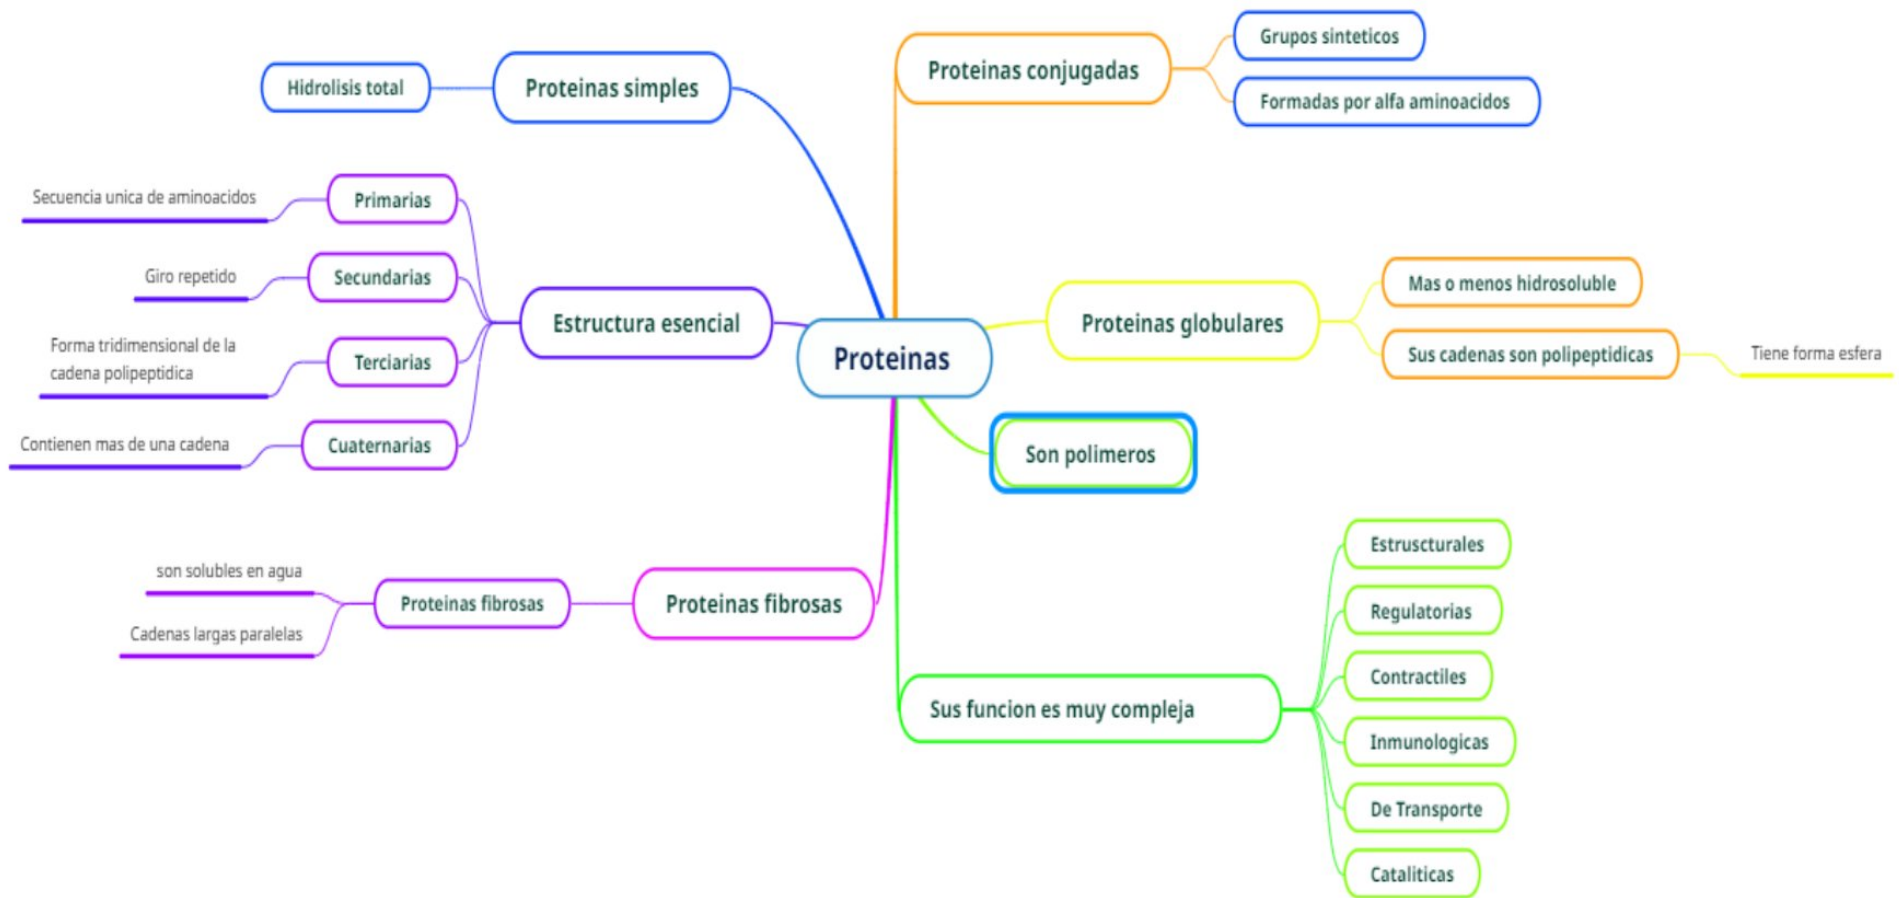 Proteinas
Proteinas simples
Hidrolisis total
Estructura esencial
Primarias
Secuencia unica de aminoacidos
Secundarias
Giro repetido
Terciarias
Forma tridimensional de la
cadena polipeptidica
Cuaternarias
Contienen mas de una cadena
Proteinas fibrosas
Proteinas fibrosas
son solubles en agua
Cadenas largas paralelas
Proteinas conjugadas
Grupos sinteticos
Formadas por alfa aminoacidos
Proteinas globulares
Mas o menos hidrosoluble
Sus cadenas son polipeptidicas
Tiene forma esfera
Son polimeros
Sus funcion es muy compleja
Estruscturales
Regulatorias
Contractiles
Inmunologicas
De Transporte
Cataliticas